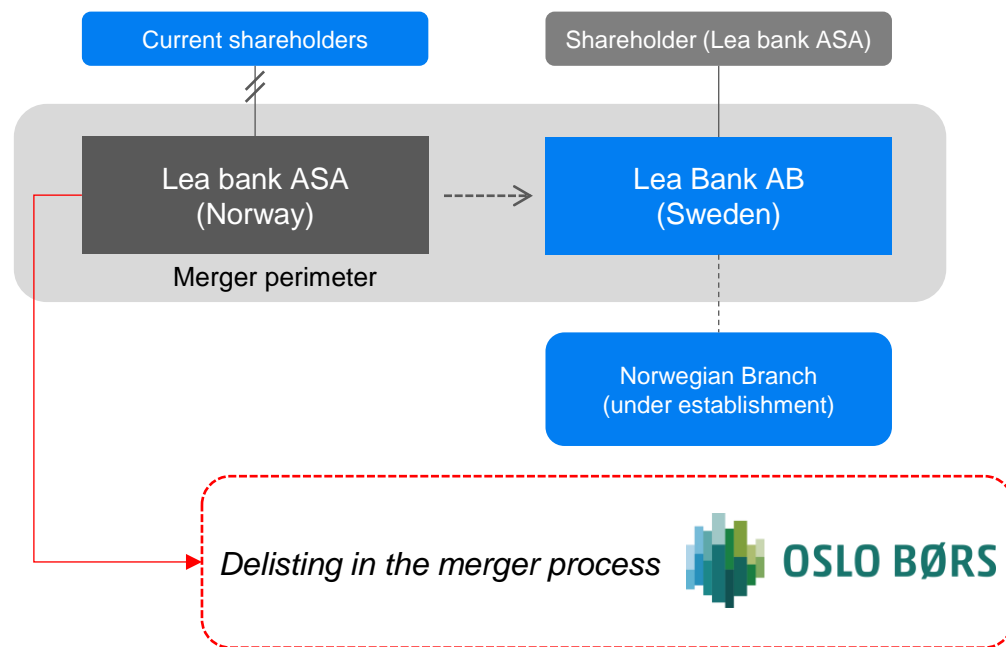 Current shareholders
Shareholder (Lea bank ASA)
Lea bank ASA
(Norway)
Lea Bank AB
(Sweden)
Merger perimeter
Norwegian Branch
(under establishment)
Delisting in the merger process
OSLO BØRS